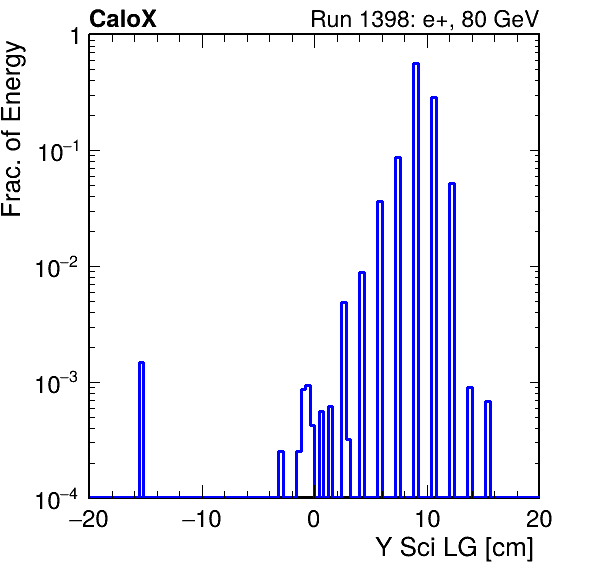 CaloX Run 1398: e+, 80 GeV
Frac. of Energy
1
10⁻¹
10⁻²
10⁻³
10⁻⁴
−20 −10 0 10 20
Y Sci LG [cm]